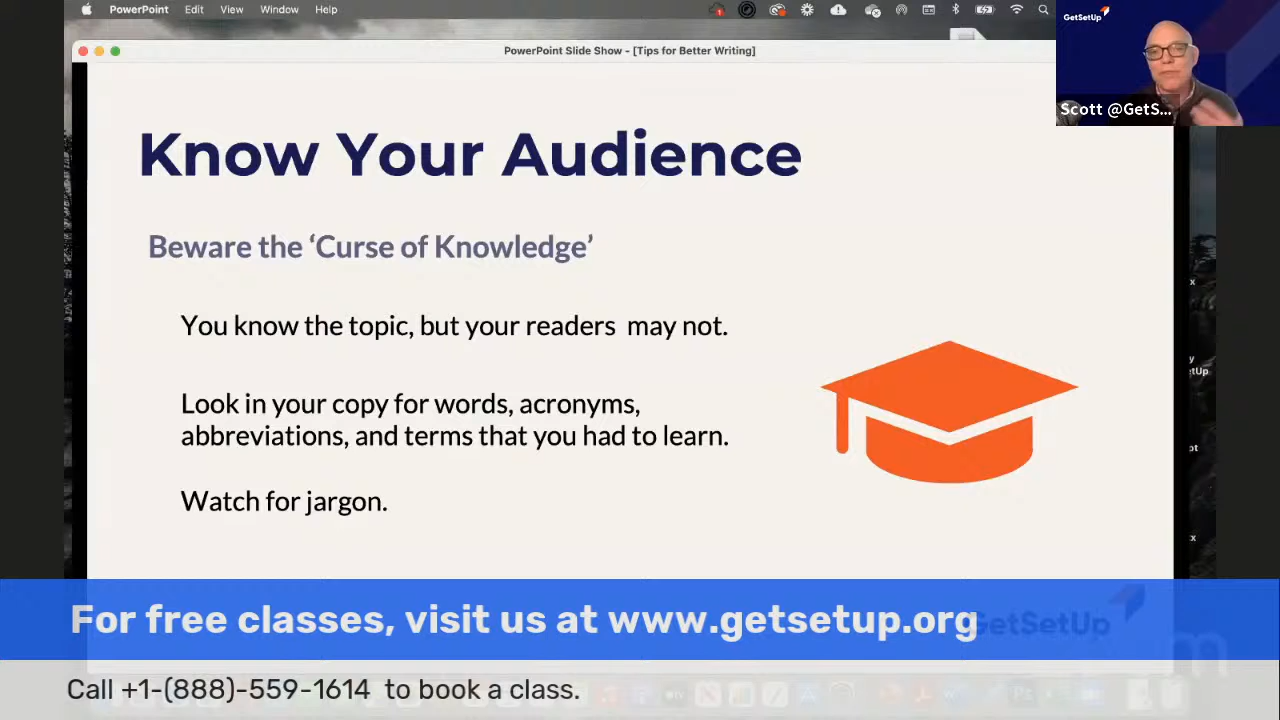 PowerPoint Edit View Window Help
GetSetUp
PowerPoint Slide Show - [Tips for Better Writing]
Scott @GetS...
Know Your Audience
Beware the ‘Curse of Knowledge’
You know the topic, but your readers may not.
Look in your copy for words, acronyms,
abbreviations, and terms that you had to learn.
Watch for jargon.
For free classes, visit us at www.getsetup.org
GetSetUp
Call +1-(888)-559-1614 to book a class.